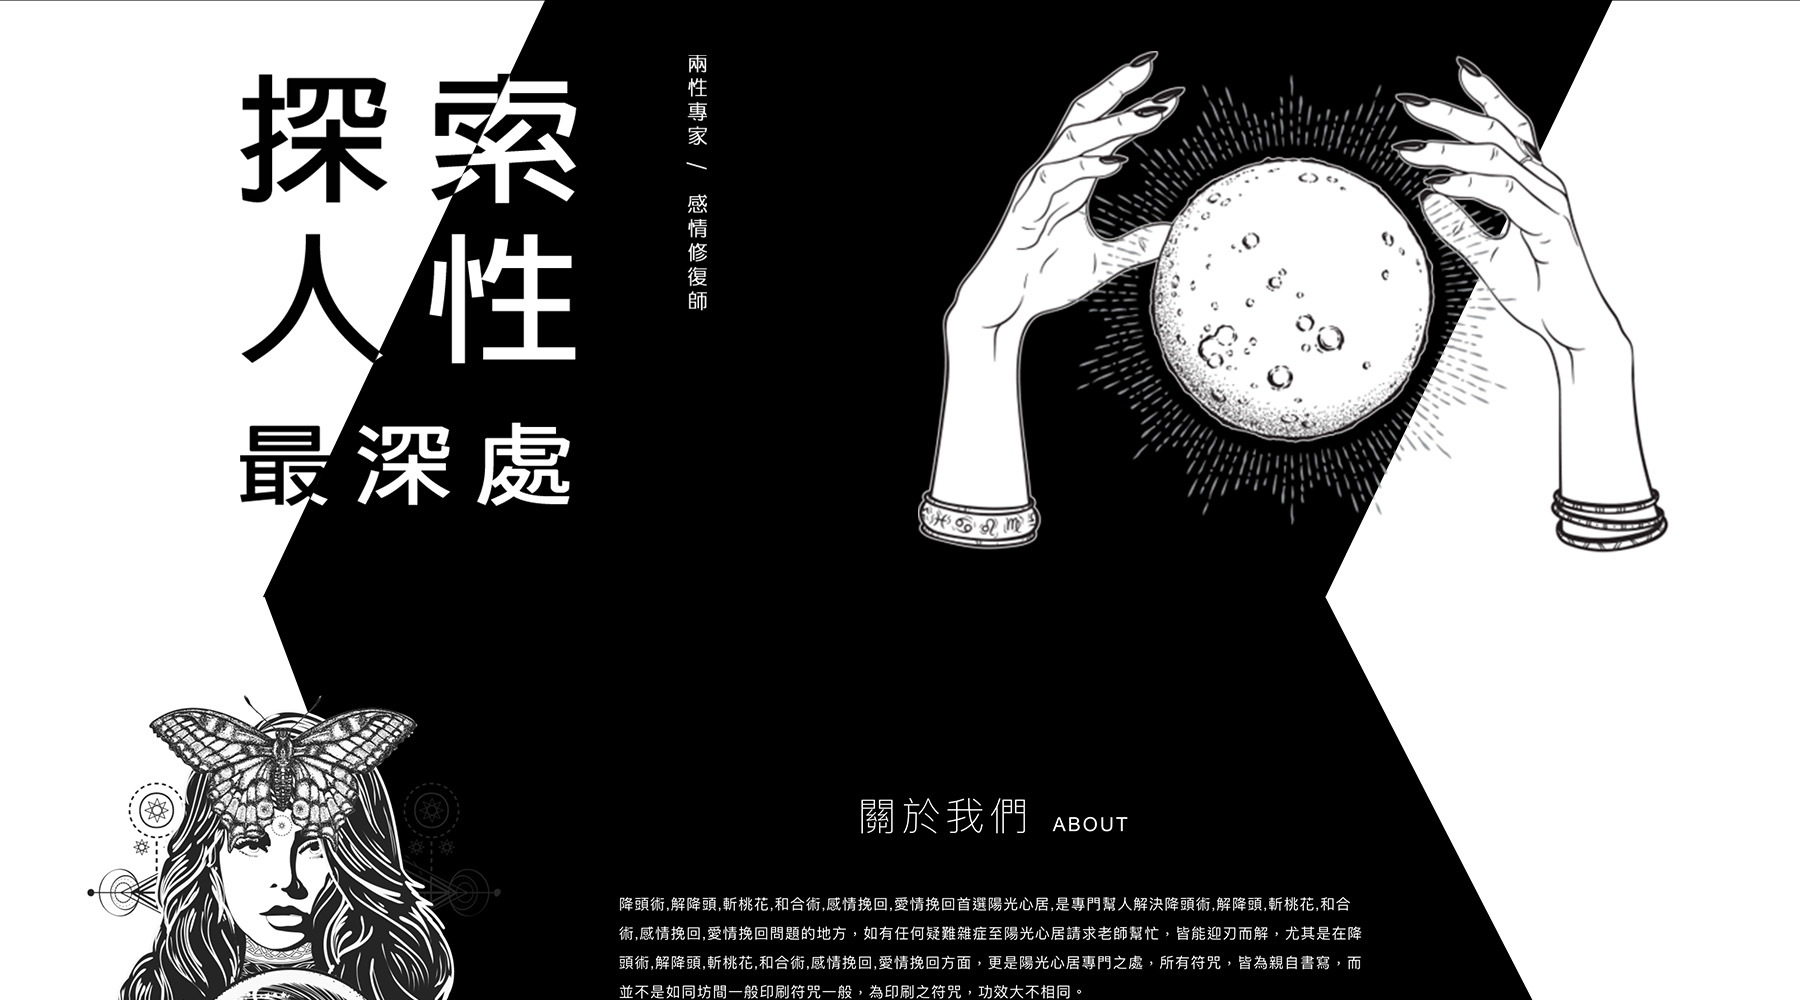 探索
人性
最深處
兩性專家 / 感情修復師
關於我們 ABOUT
降頭術,解降頭,斬桃花,和合術,感情挽回,愛情挽回首選陽光心居,是專門幫人解決降頭術,解降頭,斬桃花,和合
術,感情挽回,愛情挽回問題的地方，如有任何疑難雜症至陽光心居請求老師幫忙，皆能迎刃而解，尤其是在降
頭術,解降頭,斬桃花,和合術,感情挽回,愛情挽回方面，更是陽光心居專門之處，所有符咒，皆為親自書寫，而
並不是如同坊間一般印刷符咒一般，為印刷之符咒，功效大不相同。